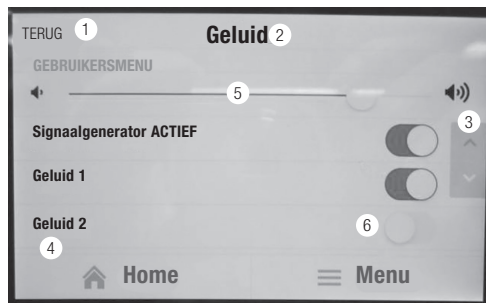 TERUG 1 Geluid 2
GEBRUIKERSMENU
5
3
Signaalgenerator ACTIEF
Geluid 1
Geluid 2 6
4
Home Menu